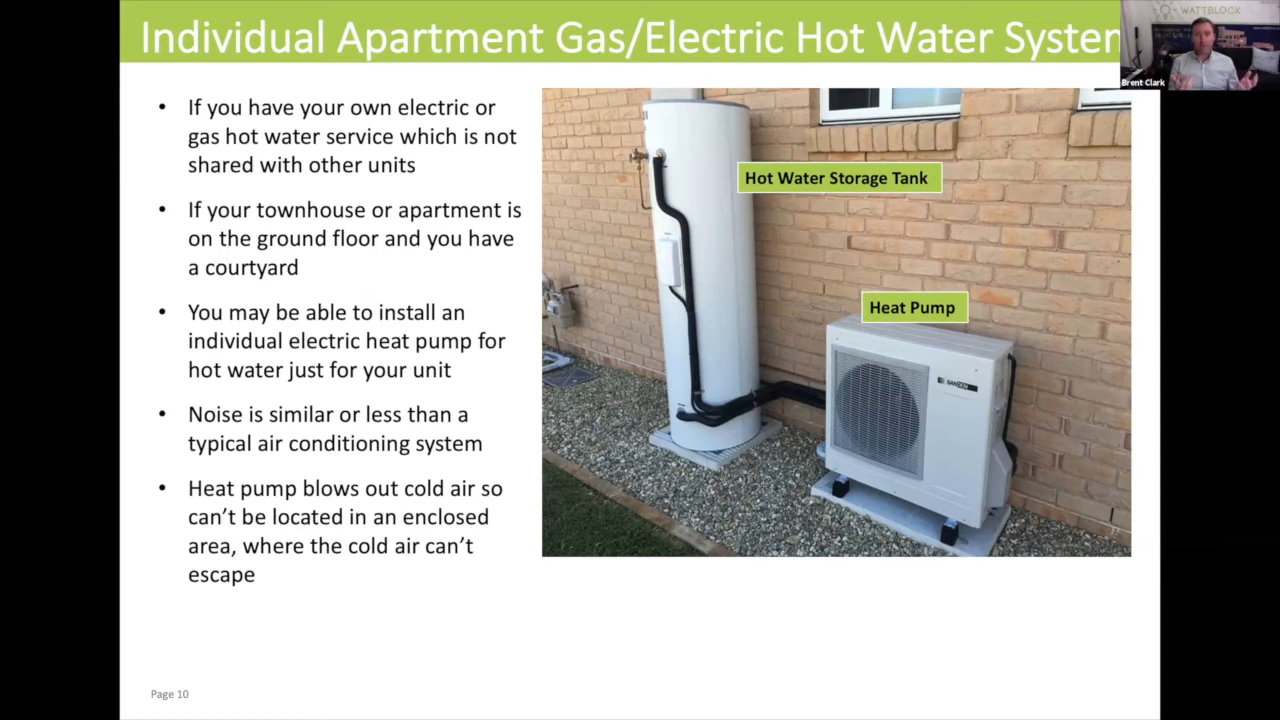 Individual Apartment Gas/Electric Hot Water System
WATTBLOCK
Brent Clark
• If you have your own electric or
gas hot water service which is not
shared with other units
• If your townhouse or apartment is
on the ground floor and you have
a courtyard
• You may be able to install an
individual electric heat pump for
hot water just for your unit
• Noise is similar or less than a
typical air conditioning system
• Heat pump blows out cold air so
can't be located in an enclosed
area, where the cold air can't
escape
Hot Water Storage Tank
Heat Pump
SANDEN
Page 10